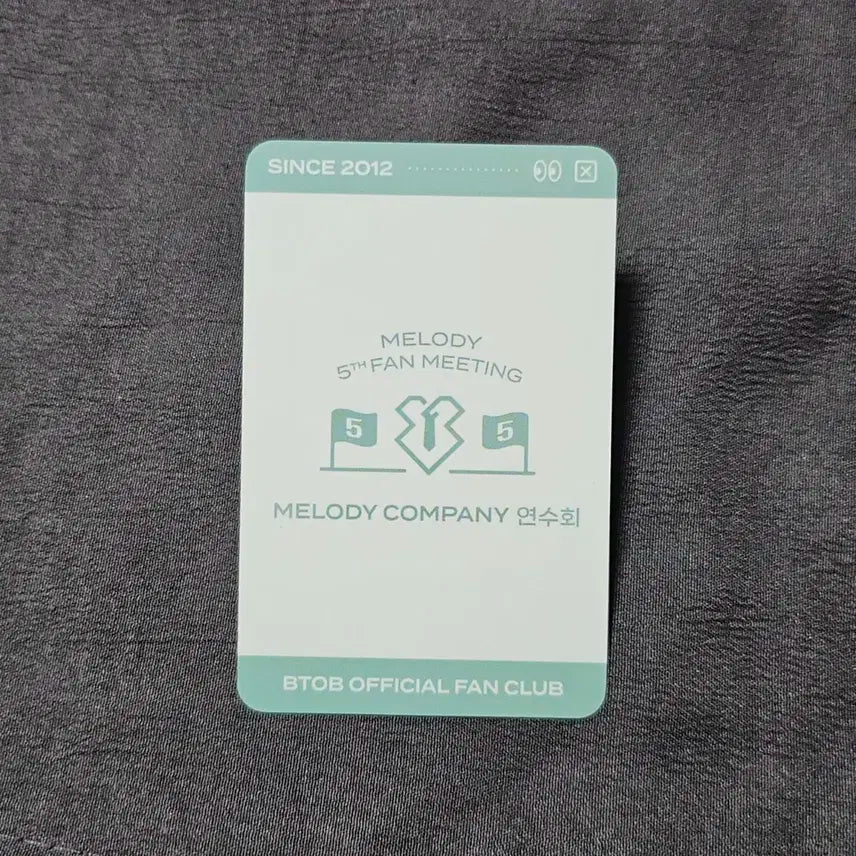 SINCE 2012
MELODY
5TH FAN MEETING
5 5
MELODY COMPANY 연수회
BTOB OFFICIAL FAN CLUB